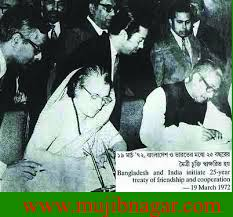 ১৯ মার্চ '৭২, বাংলাদেশ ও ভারতের মধ্যে ২৫ বছরের
মৈত্রী চুক্তি স্বাক্ষরিত হয়
Bangladesh and India initiate 25-year
treaty of friendship and cooperation
—19 March 1972
www.mujibnagar.com